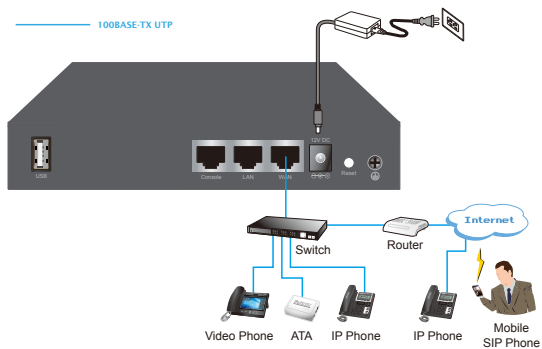 100BASE-TX UTP
12V DC
USB
Console
LAN
WAN
Reset
Internet
Switch
Router
Video Phone
ATA
IP Phone
IP Phone
Mobile
SIP Phone